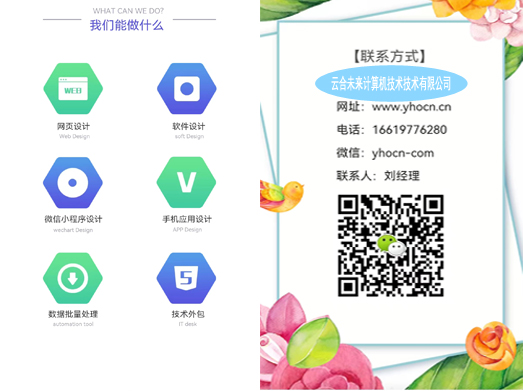 WHAT CAN WE DO?
我们能做什么
WEB
网页设计
Web Design
软件设计
soft Design
微信小程序设计
wechart Design
V
手机应用设计
APP Design
数据批量处理
automation tool
5
技术外包
IT desk
【联系方式】
云合未来计算机技术技术有限公司
网址：www.yhocn.cn
电话：16619776280
微信：yhocn-com
联系人：刘经理